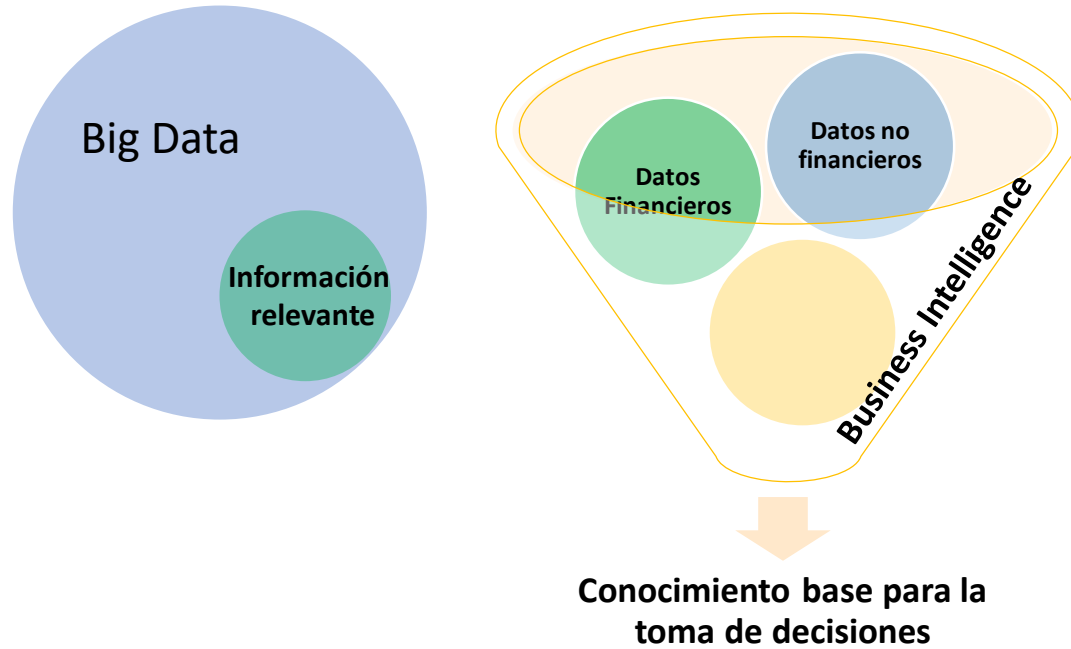 Big Data
Información
relevante
Datos
Financieros
Datos no
financieros
Business Intelligence
Conocimiento base para la
toma de decisiones